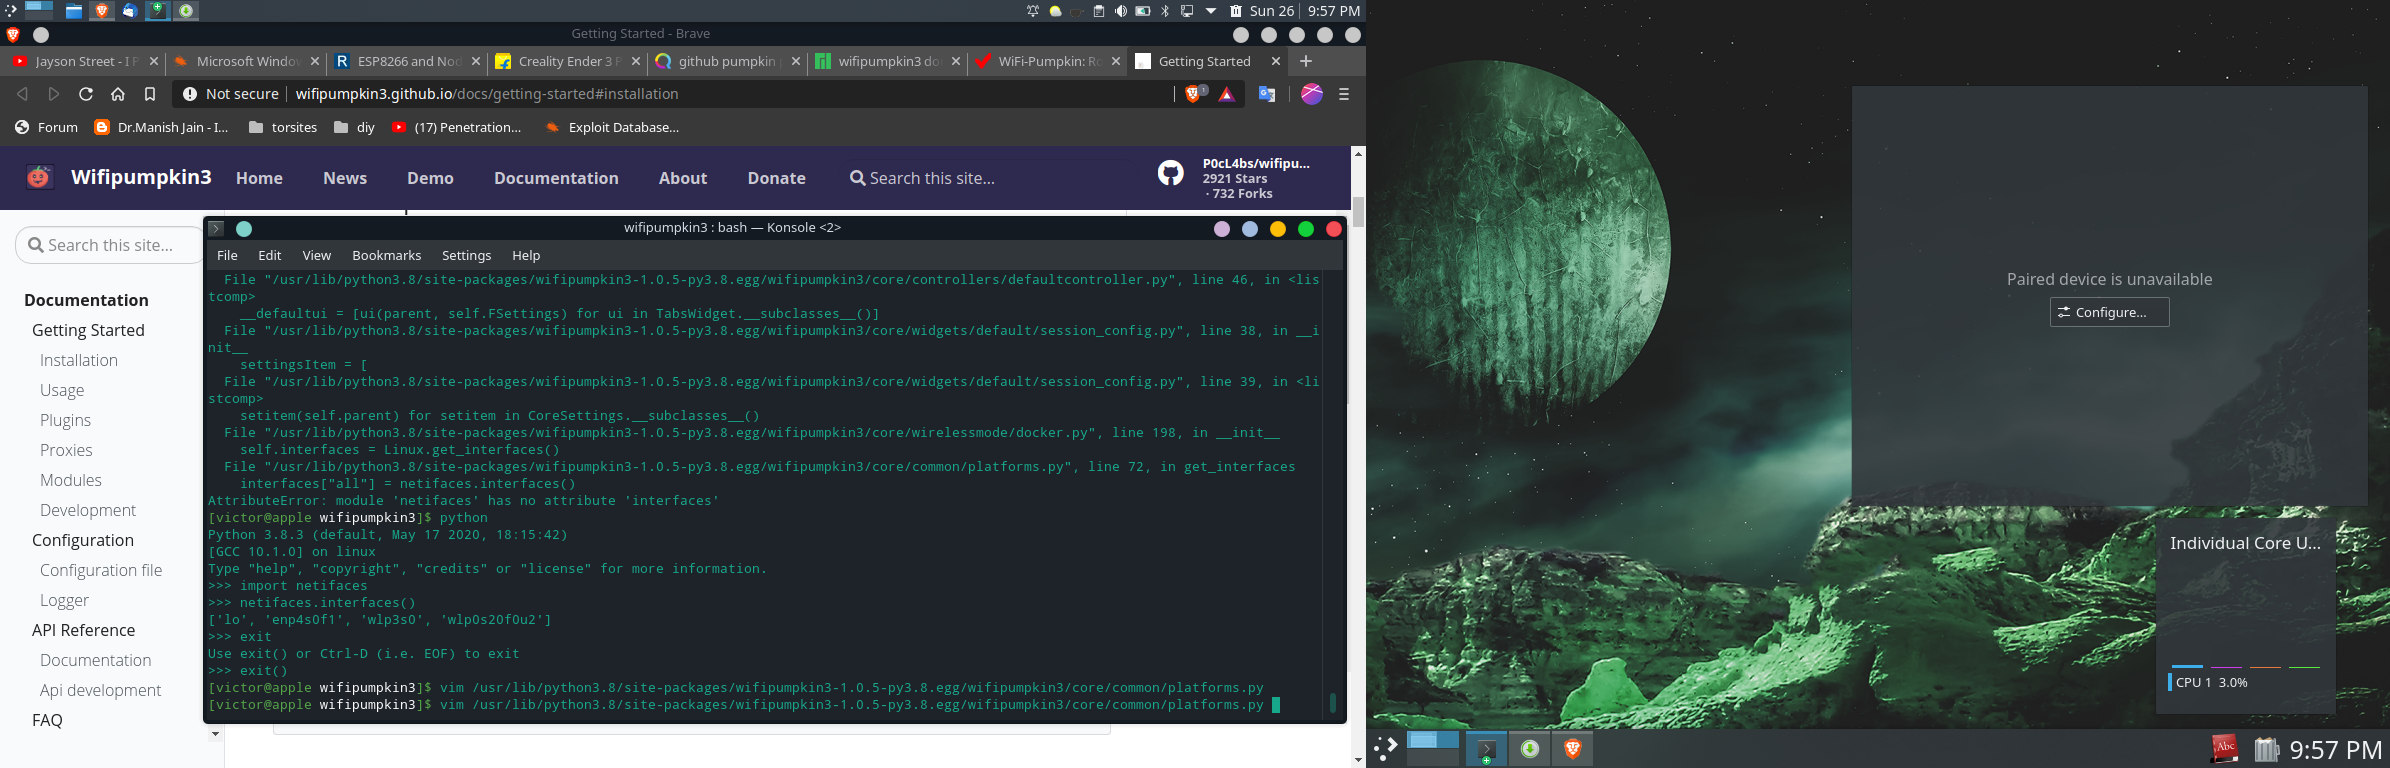 Sun 26
9:57 PM
Getting Started - Brave
Jayson Street - I P
Microsoft Window
ESP8266 and Nod
Creality Ender 3 P
github pumpkin
wifipumpkin3 do
WiFi-Pumpkin: Ro
Getting Started
Not secure
wifipumpkin3.github.io/docs/getting-started#installation
Forum
Dr.Manish Jain - I...
torsites
diy
(17) Penetration...
Exploit Database...
Wifipumpkin3
Home
News
Demo
Documentation
About
Donate
Search this site...
P0cL4bs/wifipu...
2921 Stars
· 732 Forks
Search this site...
Documentation
Getting Started
Installation
Usage
Plugins
Proxies
Modules
Development
Configuration
Configuration file
Logger
API Reference
Documentation
Api development
FAQ
wifipumpkin3 : bash — Konsole <2>
File Edit View Bookmarks Settings Help
File "/usr/lib/python3.8/site-packages/wifipumpkin3-1.0.5-py3.8.egg/wifipumpkin3/core/controllers/defaultcontroller.py", line 46, in <lis
tcomp>
__defaultui = [ui(parent, self.FSettings) for ui in TabsWidget.__subclasses__()]
File "/usr/lib/python3.8/site-packages/wifipumpkin3-1.0.5-py3.8.egg/wifipumpkin3/core/widgets/default/session_config.py", line 38, in __i
nit__
settingsItem = [
File "/usr/lib/python3.8/site-packages/wifipumpkin3-1.0.5-py3.8.egg/wifipumpkin3/core/widgets/default/session_config.py", line 39, in <li
stcomp>
setitem(self.parent) for setitem in CoreSettings.__subclasses__()
File "/usr/lib/python3.8/site-packages/wifipumpkin3-1.0.5-py3.8.egg/wifipumpkin3/core/wirelessmode/docker.py", line 198, in __init__
self.interfaces = Linux.get_interfaces()
File "/usr/lib/python3.8/site-packages/wifipumpkin3-1.0.5-py3.8.egg/wifipumpkin3/core/common/platforms.py", line 72, in get_interfaces
interfaces["all"] = netifaces.interfaces()
AttributeError: module 'netifaces' has no attribute 'interfaces'
[victor@apple wifipumpkin3]$ python
Python 3.8.3 (default, May 17 2020, 18:15:42)
[GCC 10.1.0] on linux
Type "help", "copyright", "credits" or "license" for more information.
>>> import netifaces
>>> netifaces.interfaces()
['lo', 'enp4s0f1', 'wlp3s0', 'wlp0s20f0u2']
>>> exit
Use exit() or Ctrl-D (i.e. EOF) to exit
>>> exit()
[victor@apple wifipumpkin3]$ vim /usr/lib/python3.8/site-packages/wifipumpkin3-1.0.5-py3.8.egg/wifipumpkin3/core/common/platforms.py
[victor@apple wifipumpkin3]$ vim /usr/lib/python3.8/site-packages/wifipumpkin3-1.0.5-py3.8.egg/wifipumpkin3/core/common/platforms.py
Paired device is unavailable
Configure...
Individual Core U...
CPU 1 3.0%
Abc
9:57 PM